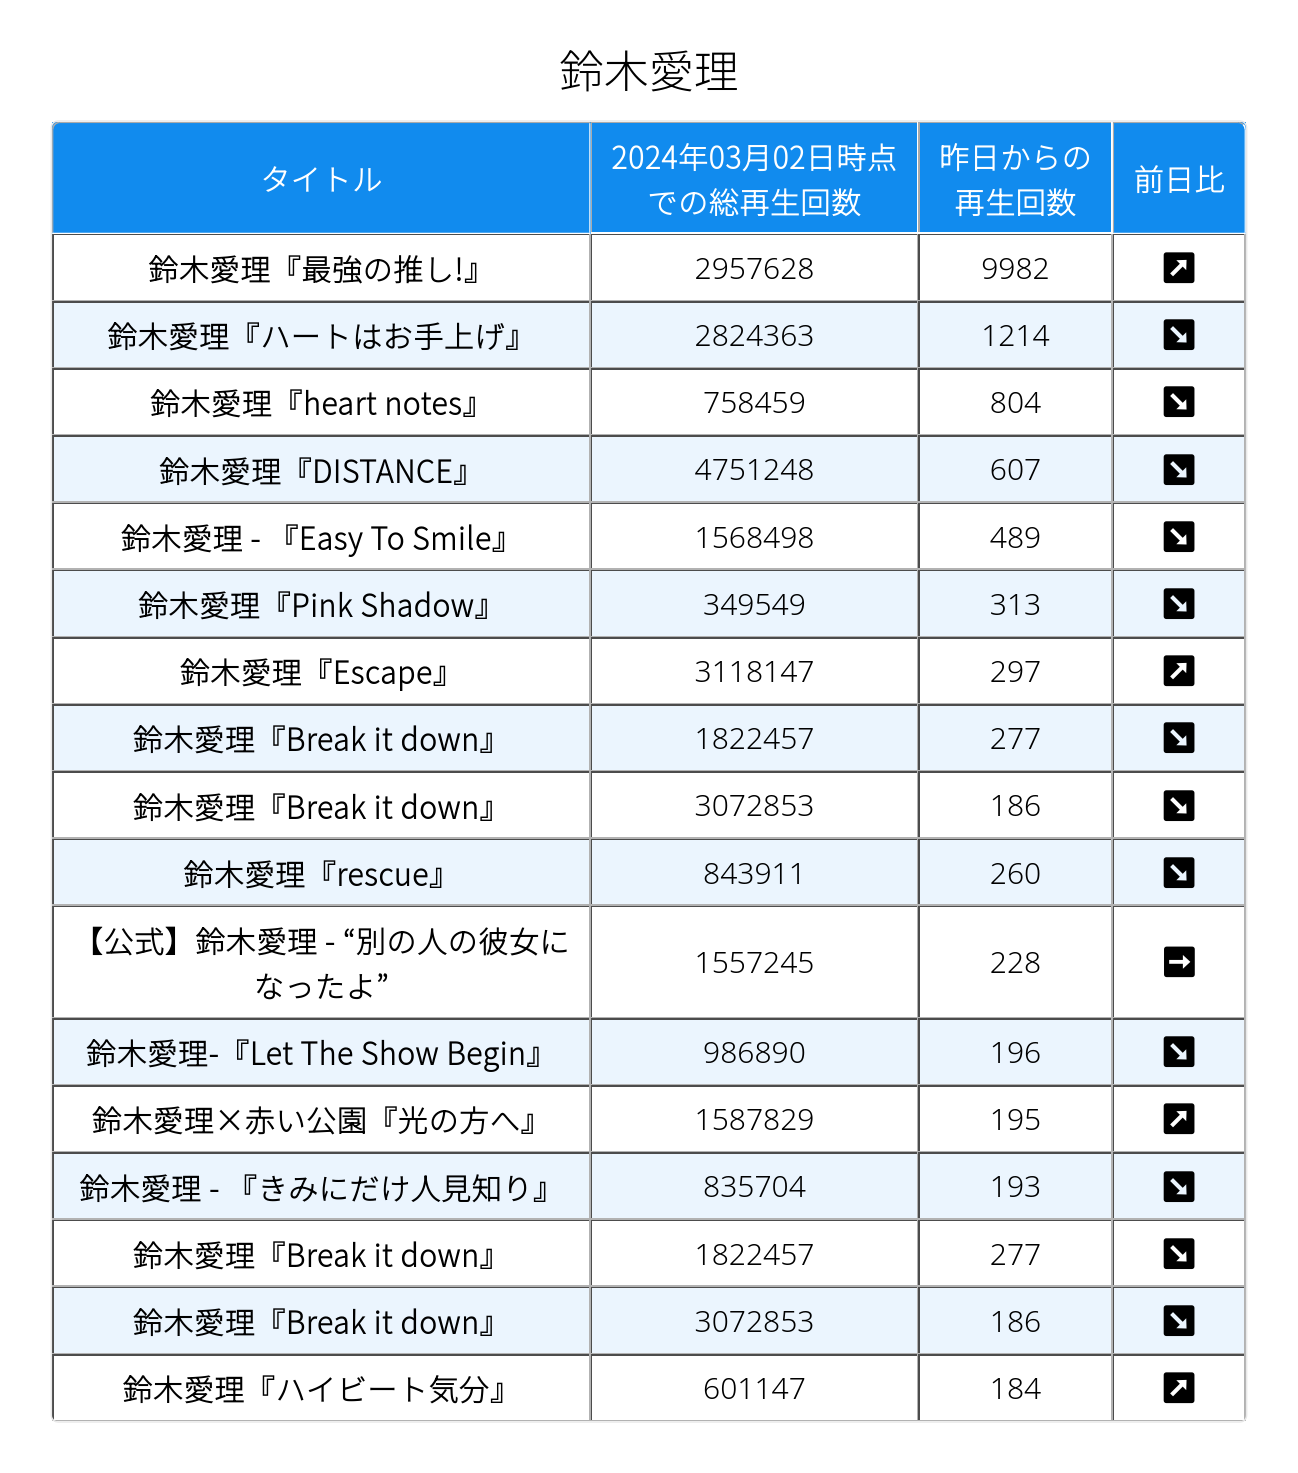 鈴木愛理
タイトル
2024年03月02日時点
での総再生回数
昨日からの
再生回数
前日比
鈴木愛理『最強の推し!』 2957628 9982 ↗
鈴木愛理『ハートはお手上げ』 2824363 1214 ↘
鈴木愛理『heart notes』 758459 804 ↘
鈴木愛理『DISTANCE』 4751248 607 ↘
鈴木愛理 - 『Easy To Smile』 1568498 489 ↘
鈴木愛理『Pink Shadow』 349549 313 ↘
鈴木愛理『Escape』 3118147 297 ↗
鈴木愛理『Break it down』 1822457 277 ↘
鈴木愛理『Break it down』 3072853 186 ↘
鈴木愛理『rescue』 843911 260 ↘
【公式】鈴木愛理 - “別の人の彼女に
なったよ” 1557245 228 →
鈴木愛理-『Let The Show Begin』 986890 196 ↘
鈴木愛理×赤い公園『光の方へ』 1587829 195 ↗
鈴木愛理 - 『きみにだけ人見知り』 835704 193 ↘
鈴木愛理『Break it down』 1822457 277 ↘
鈴木愛理『Break it down』 3072853 186 ↘
鈴木愛理『ハイビート気分』 601147 184 ↗